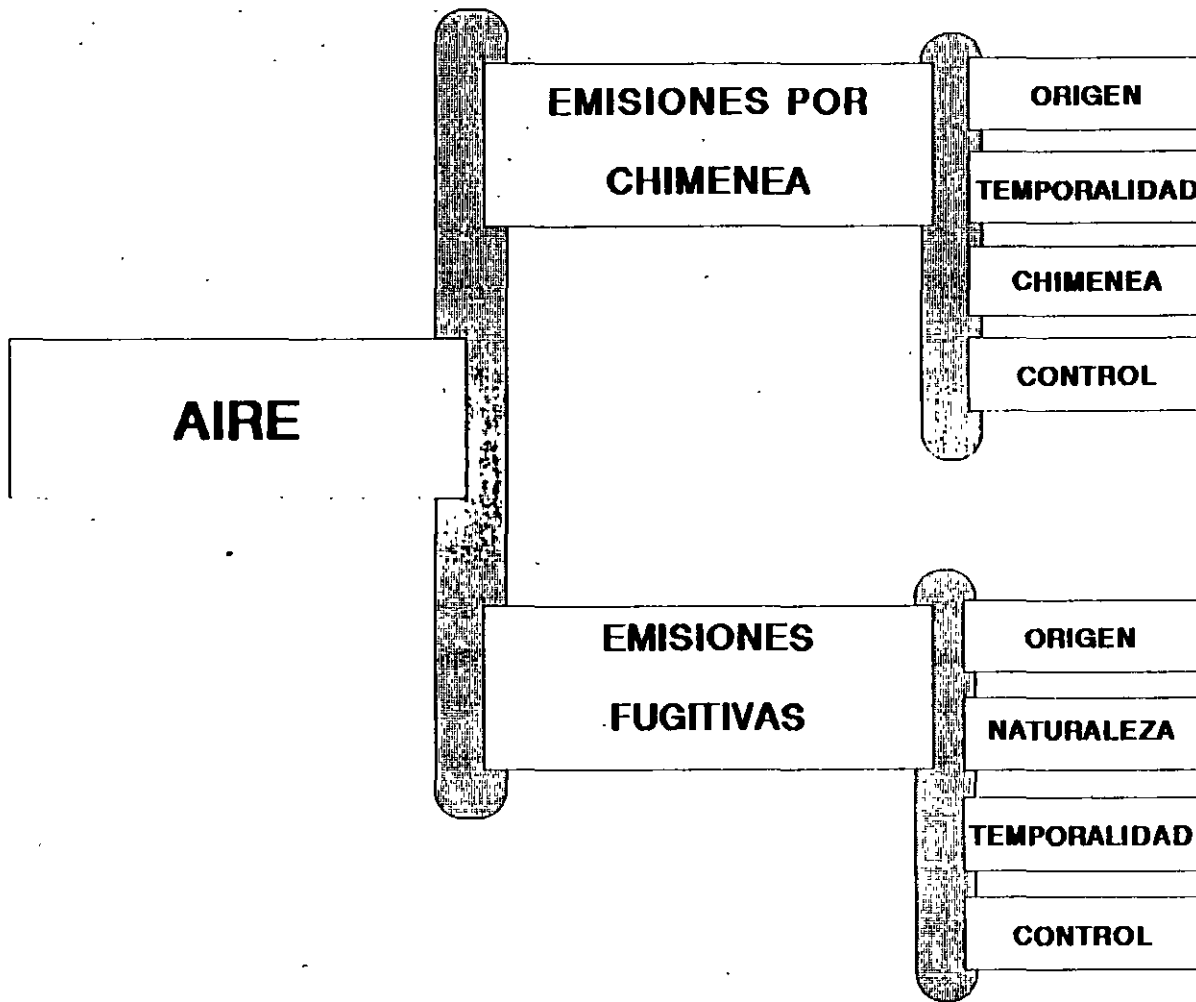 AIRE
EMISIONES POR
CHIMENEA
ORIGEN
TEMPORALIDAD
CHIMENEA
CONTROL
EMISIONES
FUGITIVAS
ORIGEN
NATURALEZA
TEMPORALIDAD
CONTROL